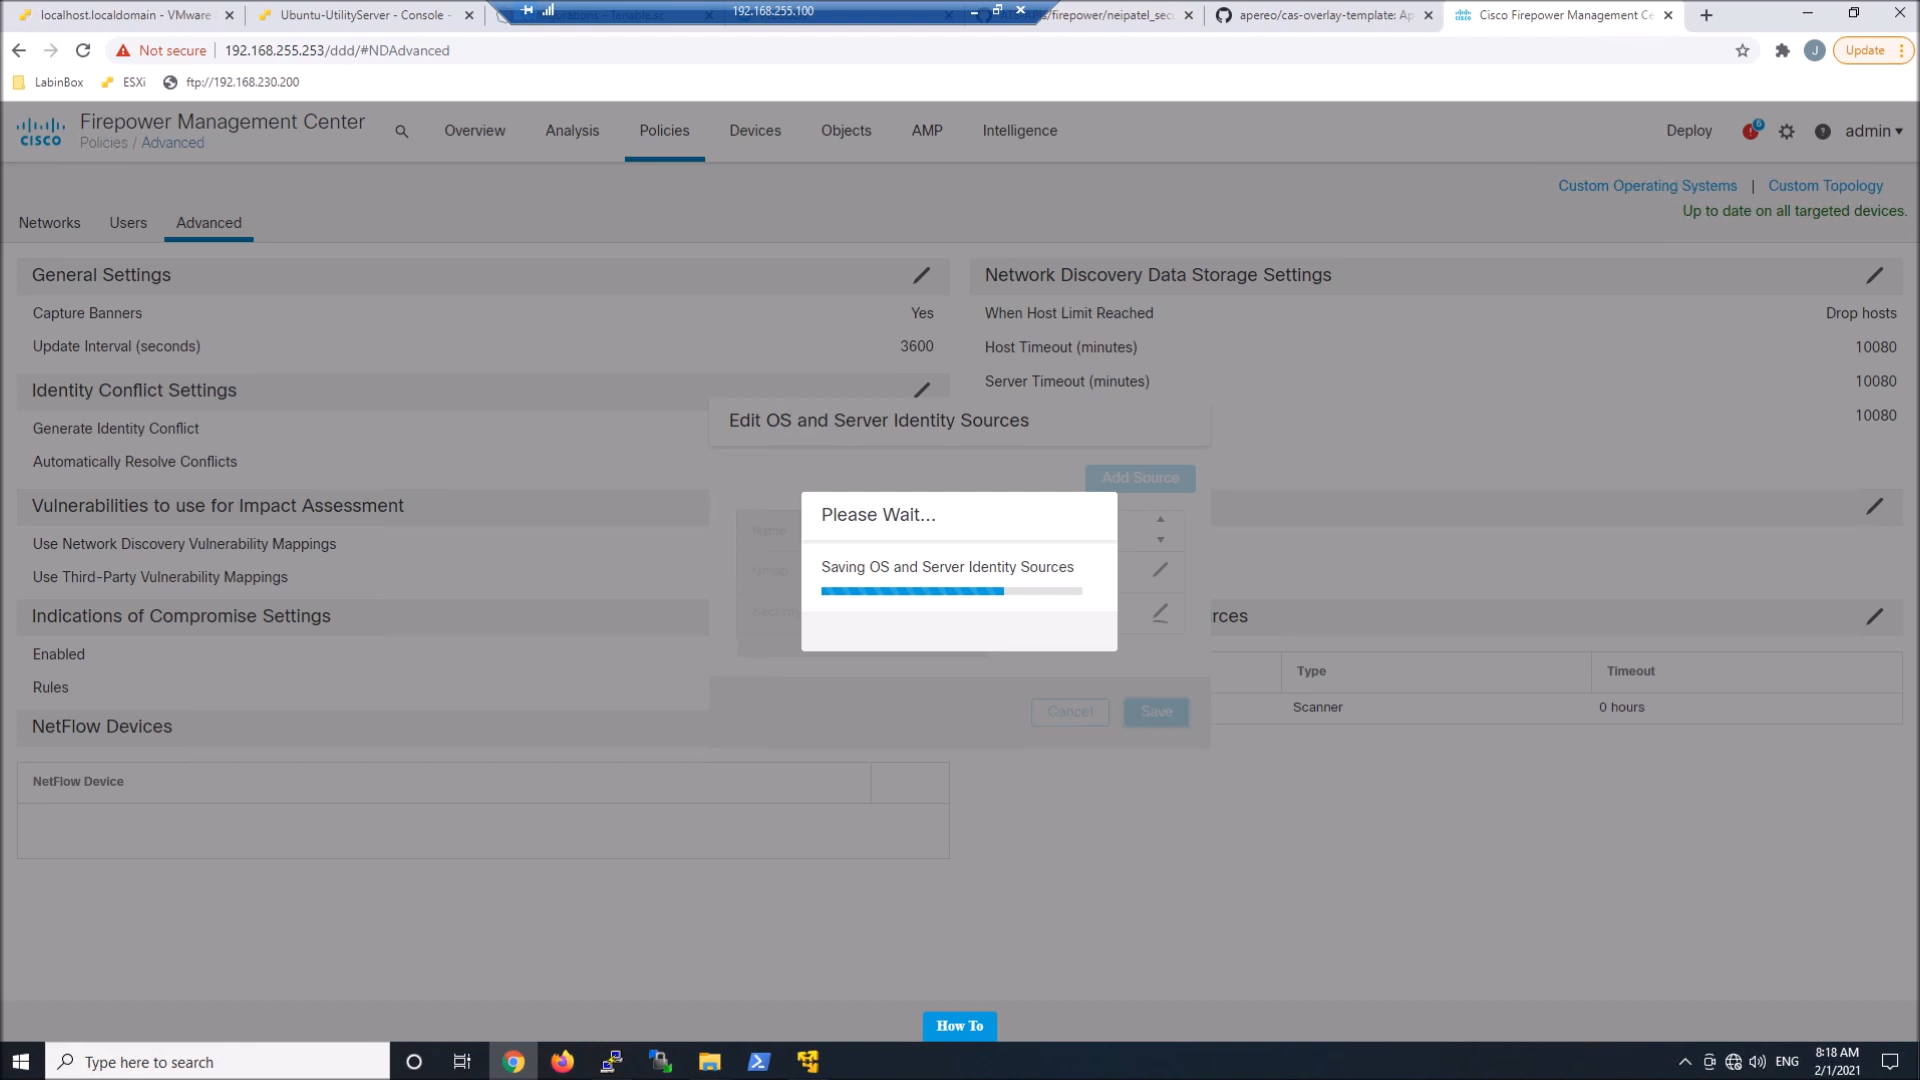 localhost.localdomain - VMware
Ubuntu-UtilityServer - Console -
192.168.255.100
/firepower/neipatel_sec
apereo/cas-overlay-template: Ap
Cisco Firepower Management Ce
Not secure
192.168.255.253/ddd/#NDAdvanced
J
Update
LabinBox
ESXi
ftp://192.168.230.200
CISCO
Firepower Management Center
Policies / Advanced
Overview
Analysis
Policies
Devices
Objects
AMP
Intelligence
Deploy
6
admin
Custom Operating Systems | Custom Topology
Up to date on all targeted devices.
Networks
Users
Advanced
General Settings
Capture Banners
Yes
Update Interval (seconds)
3600
Identity Conflict Settings
Generate Identity Conflict
Automatically Resolve Conflicts
Vulnerabilities to use for Impact Assessment
Use Network Discovery Vulnerability Mappings
Use Third-Party Vulnerability Mappings
Indications of Compromise Settings
Enabled
Rules
NetFlow Devices
NetFlow Device
Network Discovery Data Storage Settings
When Host Limit Reached
Drop hosts
Host Timeout (minutes)
10080
Server Timeout (minutes)
10080
10080
rces
Type
Timeout
Scanner
0 hours
Edit OS and Server Identity Sources
Add Source
Name
Nmap
Cancel
Save
Please Wait...
Saving OS and Server Identity Sources
How To
Type here to search
ENG
8:18 AM
2/1/2021